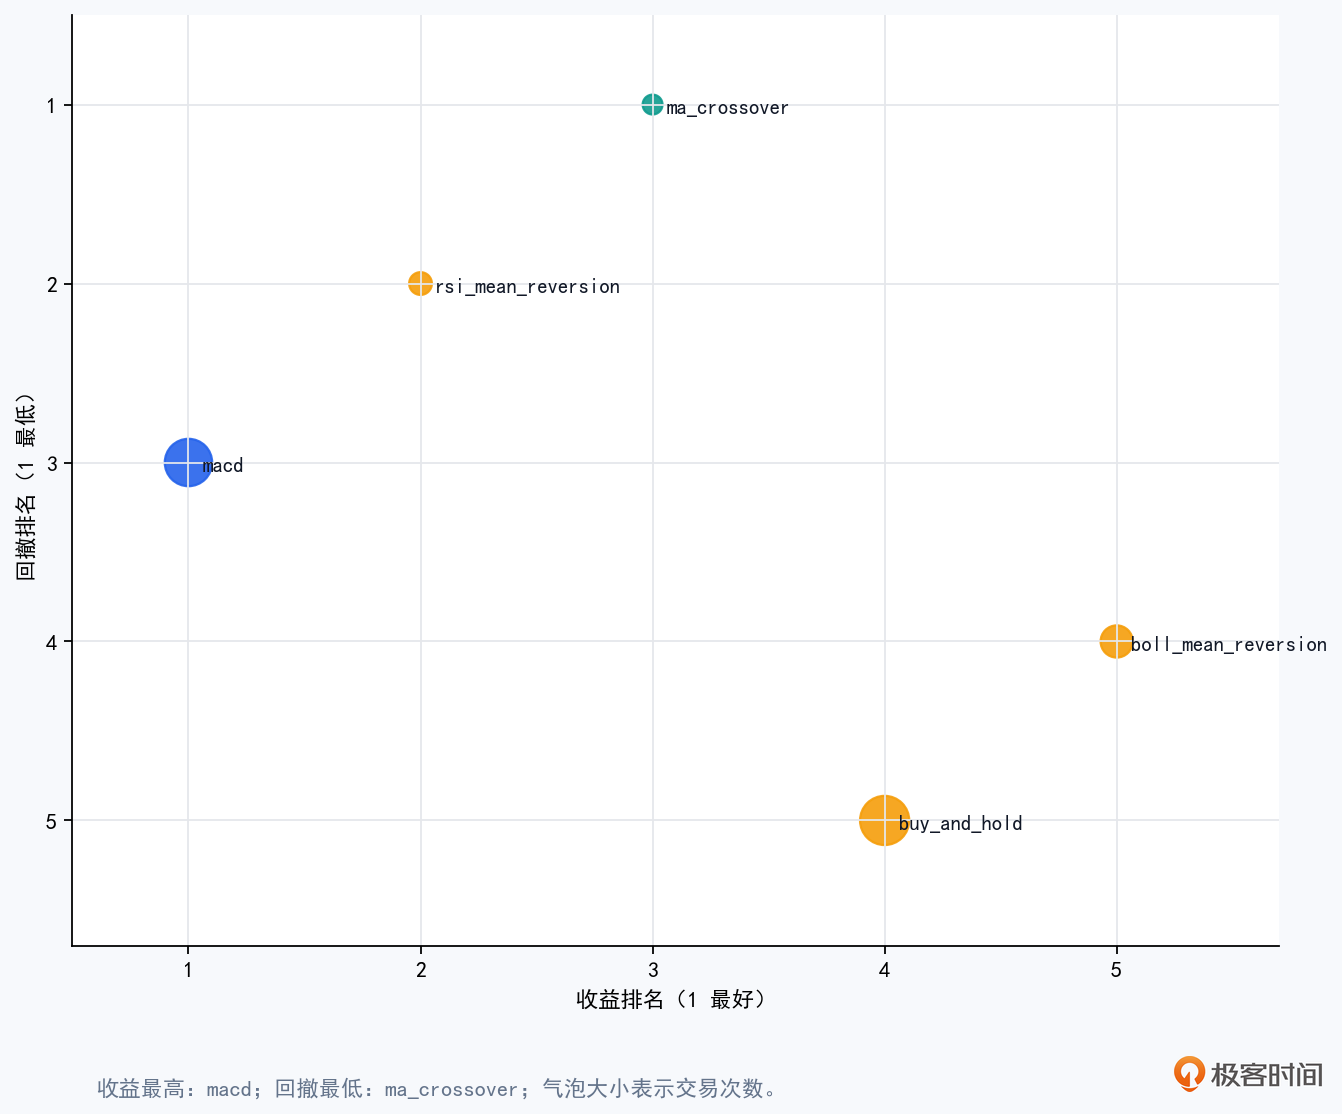 1
ma_crossover
2
rsi_mean_reversion
回撤排名（1 最低）
3
macd
4
boll_mean_reversion
5
buy_and_hold
1 2 3 4 5
收益排名（1 最好）
收益最高：macd；回撤最低：ma_crossover；气泡大小表示交易次数。
极客时间